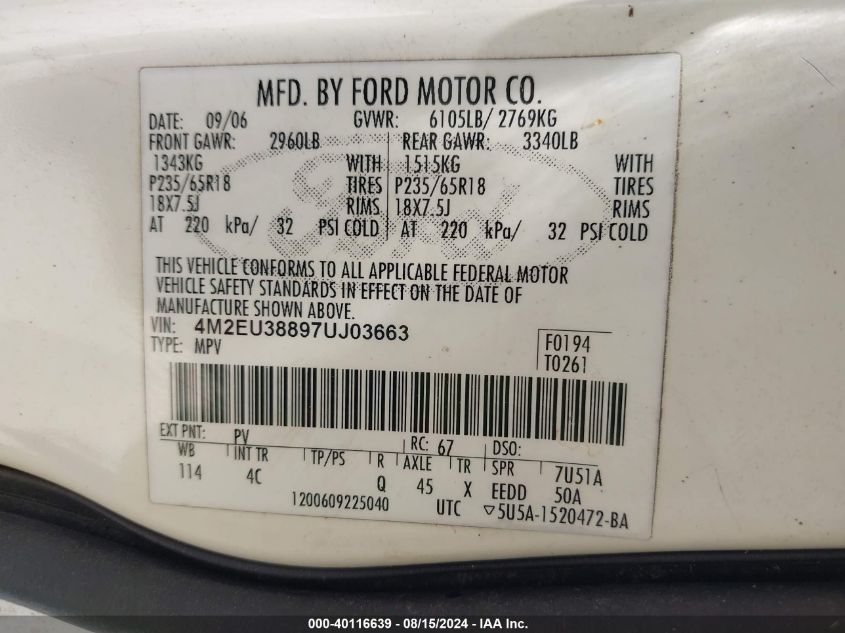 MFD. BY FORD MOTOR CO.
DATE: 09/06 GVWR: 6105LB/ 2769KG
FRONT GAWR: 2960LB REAR GAWR: 3340LB
1343KG WITH 1515KG WITH
P235/65R18 TIRES P235/65R18 TIRES
18X7.5J RIMS 18X7.5J RIMS
AT 220 kPa/ 32 PSI COLD AT 220 kPa/ 32 PSI COLD
Ford
THIS VEHICLE CONFORMS TO ALL APPLICABLE FEDERAL MOTOR
VEHICLE SAFETY STANDARDS IN EFFECT ON THE DATE OF
MANUFACTURE SHOWN ABOVE.
VIN: 4M2EU38897UJ03663
TYPE: MPV
F0194
T0261
EXT PNT: PV RC: 67 DSO:
WB INT TR TP/PS R AXLE TR SPR 7U51A
114 4C Q 45 X EEDD 50A
1200609225040 UTC ▽5U5A-1520472-BA
000-40116639 - 08/15/2024 - IAA Inc.